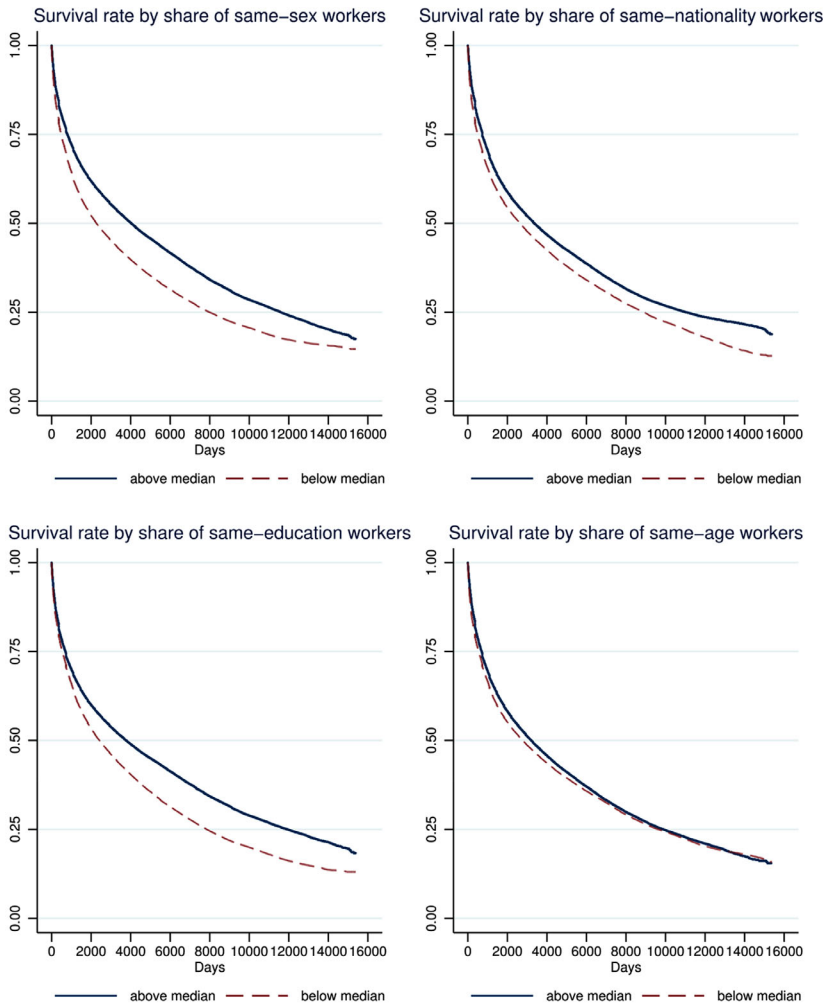 Survival rate by share of same−sex workers
1.00
0.75
0.50
0.25
0.00
0 2000 4000 6000 8000 10000 12000 14000 16000
Days
above median below median
Survival rate by share of same−nationality workers
1.00
0.75
0.50
0.25
0.00
0 2000 4000 6000 8000 10000 12000 14000 16000
Days
above median below median
Survival rate by share of same−education workers
1.00
0.75
0.50
0.25
0.00
0 2000 4000 6000 8000 10000 12000 14000 16000
Days
above median below median
Survival rate by share of same−age workers
1.00
0.75
0.50
0.25
0.00
0 2000 4000 6000 8000 10000 12000 14000 16000
Days
above median below median